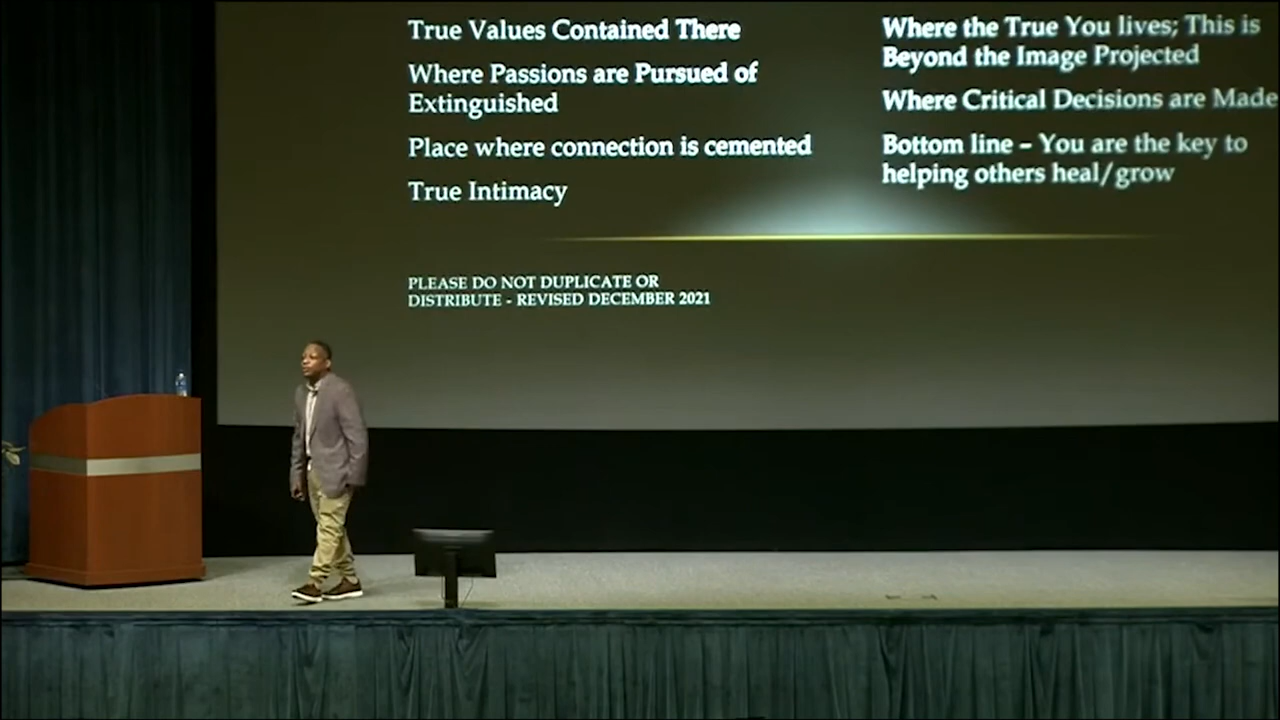 True Values Contained There
Where Passions are Pursued of
Extinguished
Place where connection is cemented
True Intimacy
Where the True You lives; This is
Beyond the Image Projected
Where Critical Decisions are Made
Bottom line – You are the key to
helping others heal/grow
PLEASE DO NOT DUPLICATE OR
DISTRIBUTE - REVISED DECEMBER 2021